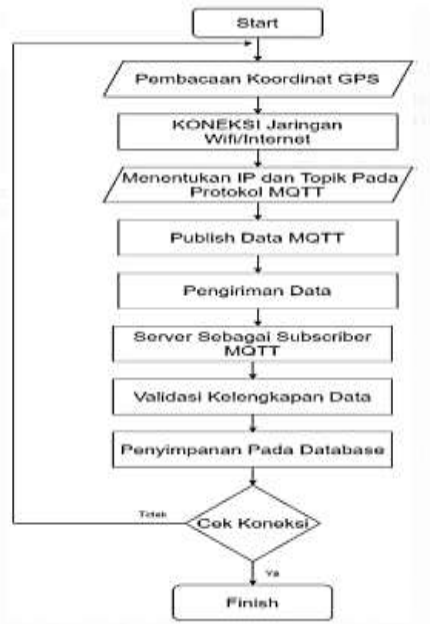 Start
Pembacaan Koordinat GPS
KONEKSI Jaringan
Wifi/Internet
Menentukan IP dan Topik Pada
Protokol MQTT
Publish Data MQTT
Pengiriman Data
Server Sebagai Subscriber
MQTT
Validasi Kelengkapan Data
Penyimpanan Pada Database
Cek Koneksi
Tidak
Ya
Finish